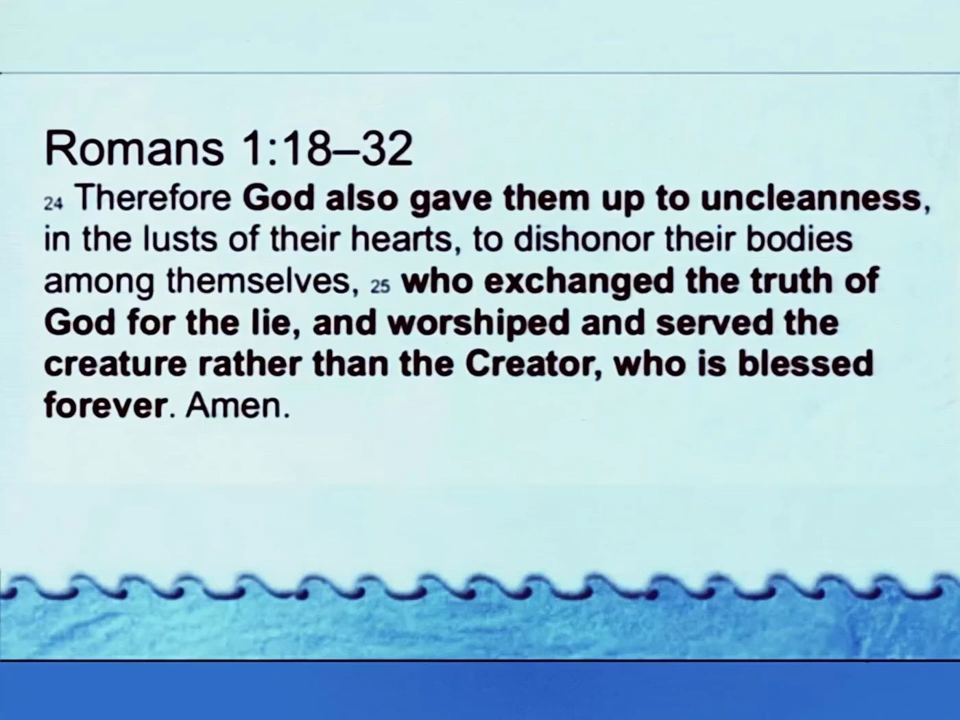 Romans 1:18–32
24 Therefore God also gave them up to uncleanness,
in the lusts of their hearts, to dishonor their bodies
among themselves, 25 who exchanged the truth of
God for the lie, and worshiped and served the
creature rather than the Creator, who is blessed
forever. Amen.